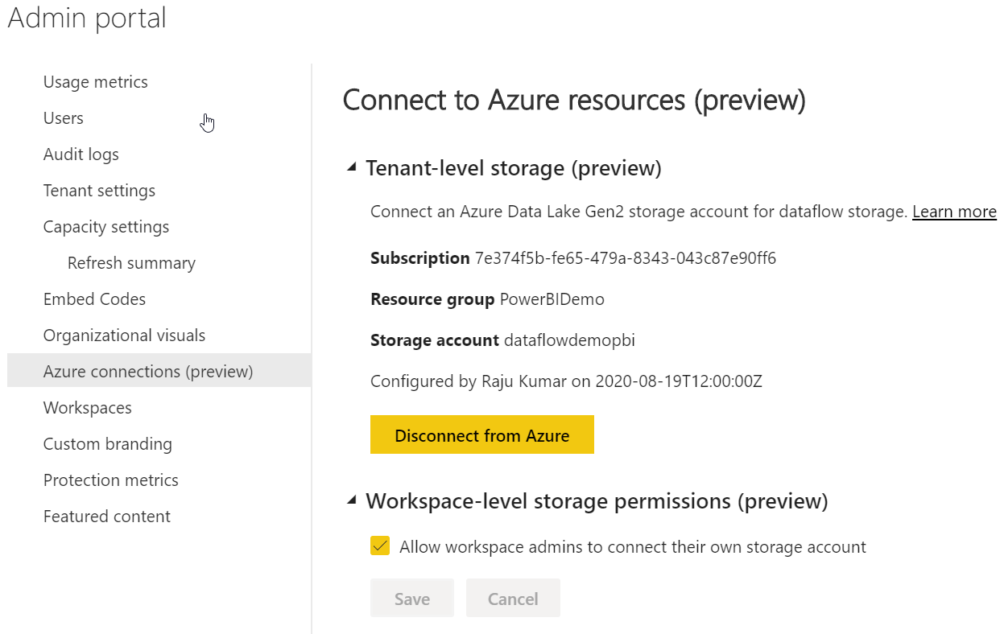 Admin portal
Usage metrics
Users
Audit logs
Tenant settings
Capacity settings
Refresh summary
Embed Codes
Organizational visuals
Azure connections (preview)
Workspaces
Custom branding
Protection metrics
Featured content
Connect to Azure resources (preview)
Tenant-level storage (preview)
Connect an Azure Data Lake Gen2 storage account for dataflow storage. Learn more
Subscription 7e374f5b-fe65-479a-8343-043c87e90ff6
Resource group PowerBIDemo
Storage account dataflowdemopbi
Configured by Raju Kumar on 2020-08-19T12:00:00Z
Disconnect from Azure
Workspace-level storage permissions (preview)
Allow workspace admins to connect their own storage account
Save Cancel